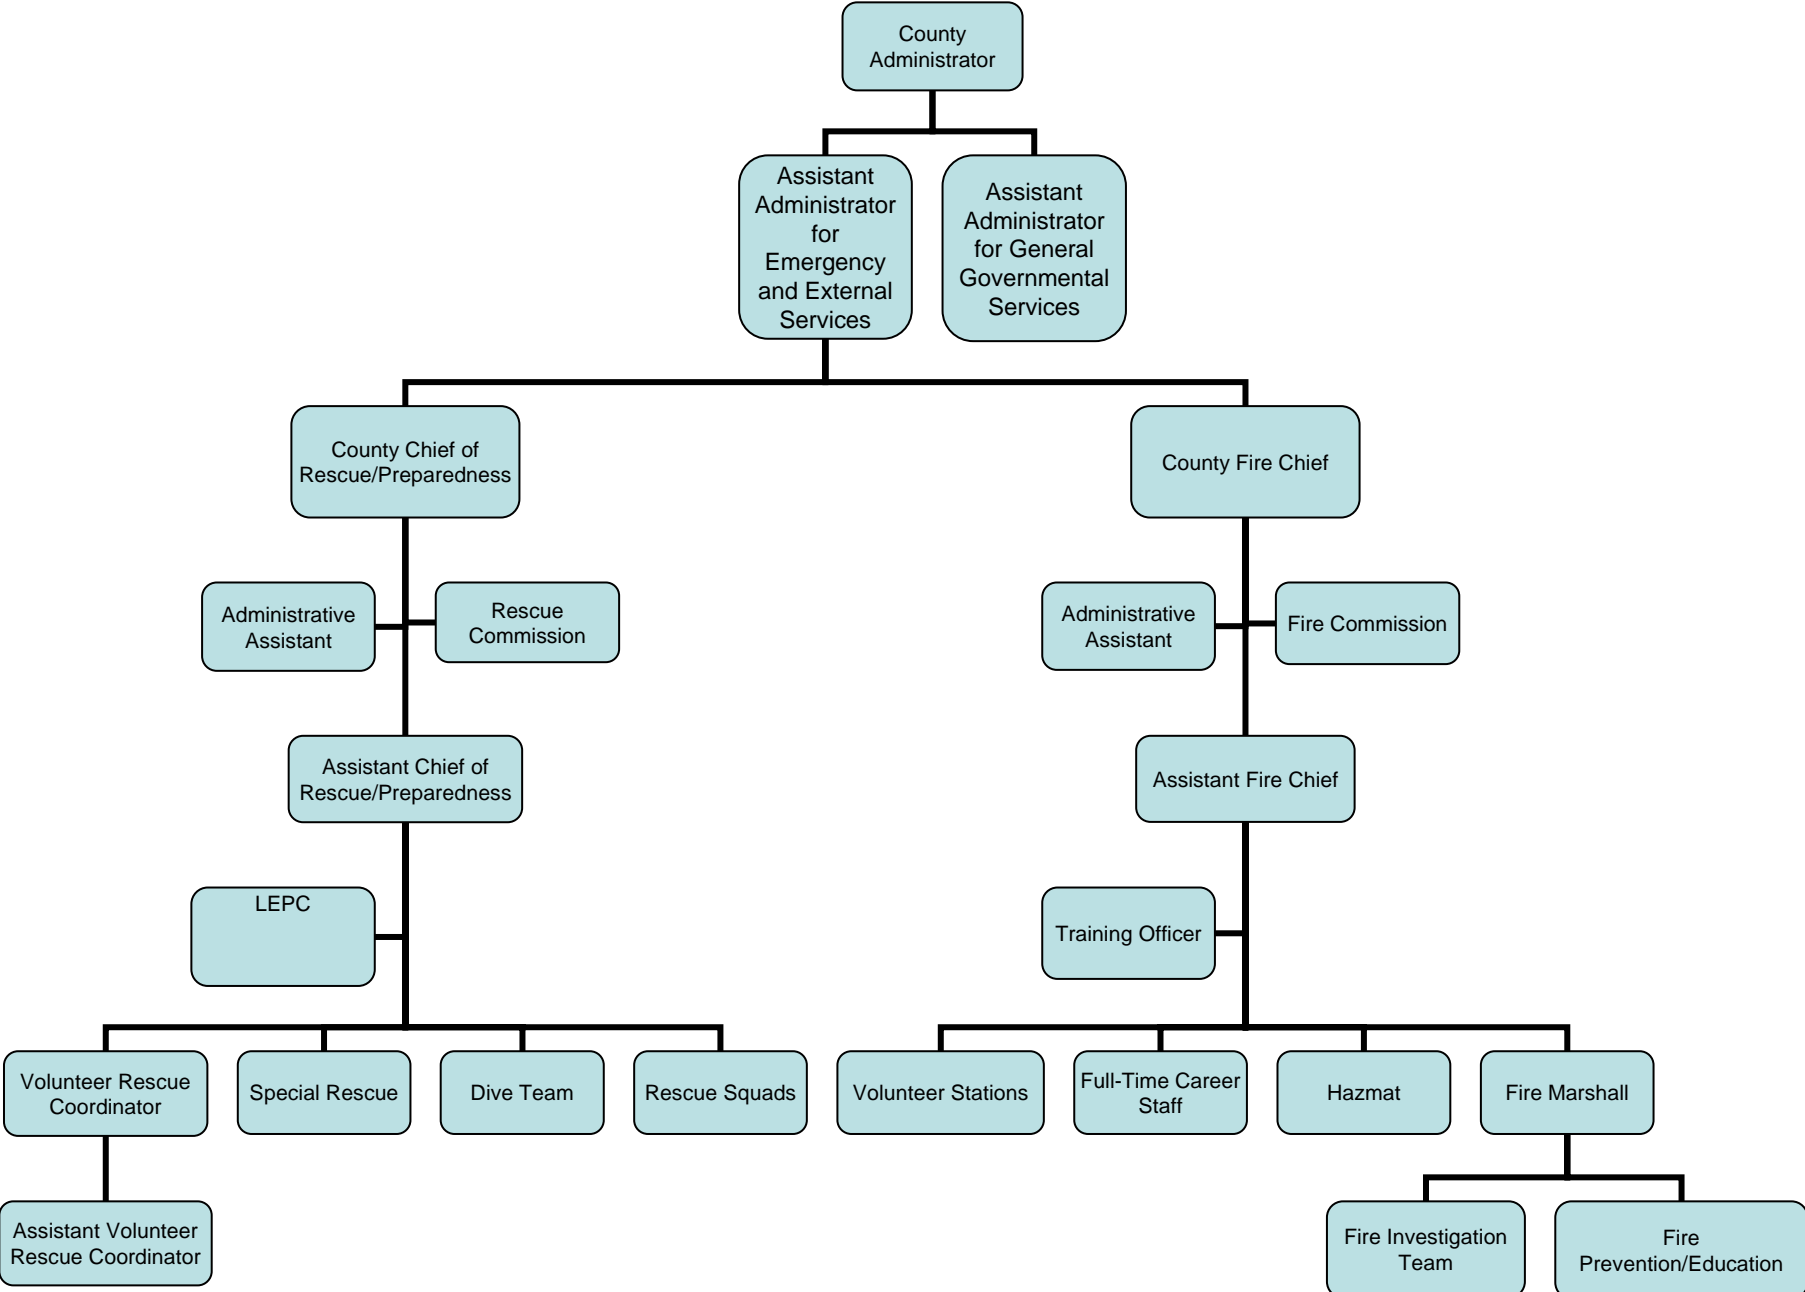 County
Administrator
Assistant
Administrator
for
Emergency
and External
Services
Assistant
Administrator
for General
Governmental
Services
County Chief of
Rescue/Preparedness
County Fire Chief
Administrative
Assistant
Rescue
Commission
Administrative
Assistant
Fire Commission
Assistant Chief of
Rescue/Preparedness
Assistant Fire Chief
LEPC
Training Officer
Volunteer Rescue
Coordinator
Special Rescue
Dive Team
Rescue Squads
Volunteer Stations
Full-Time Career
Staff
Hazmat
Fire Marshall
Assistant Volunteer
Rescue Coordinator
Fire Investigation
Team
Fire
Prevention/Education